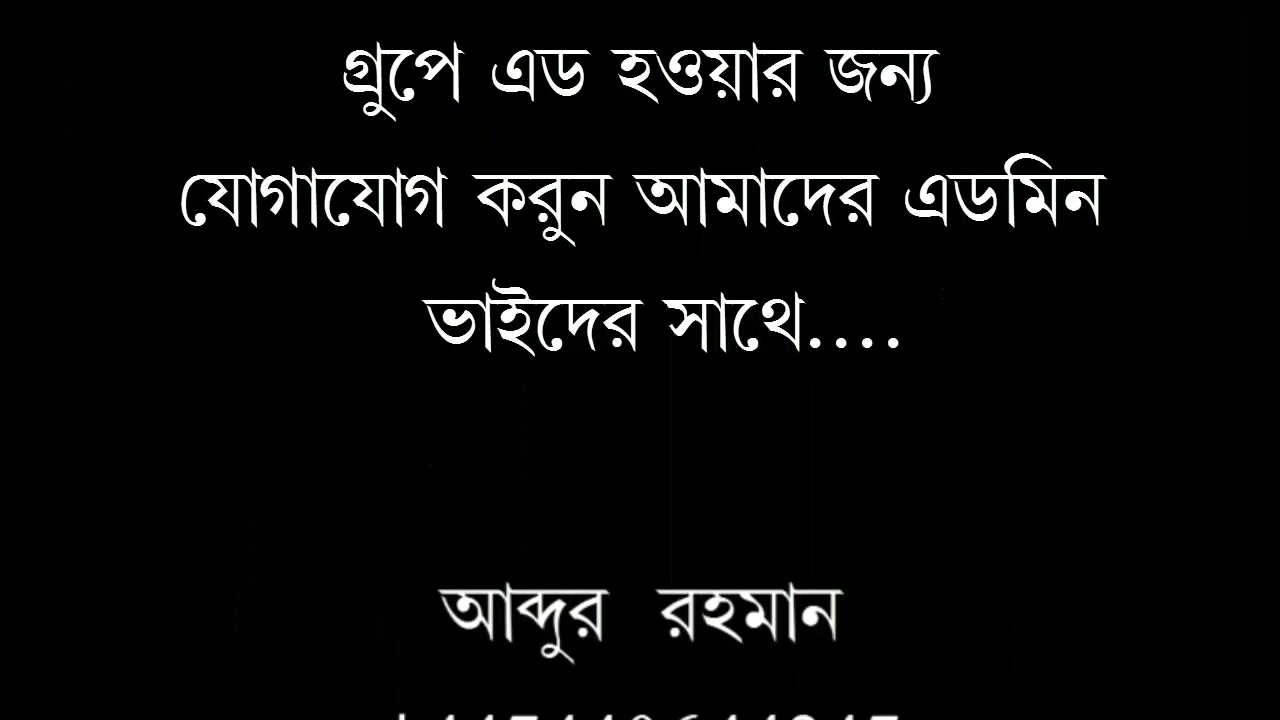 গ্রুপে এড হওয়ার জন্য
যোগাযোগ করুন আমাদের এডমিন
ভাইদের সাথে....
আব্দুর রহমান